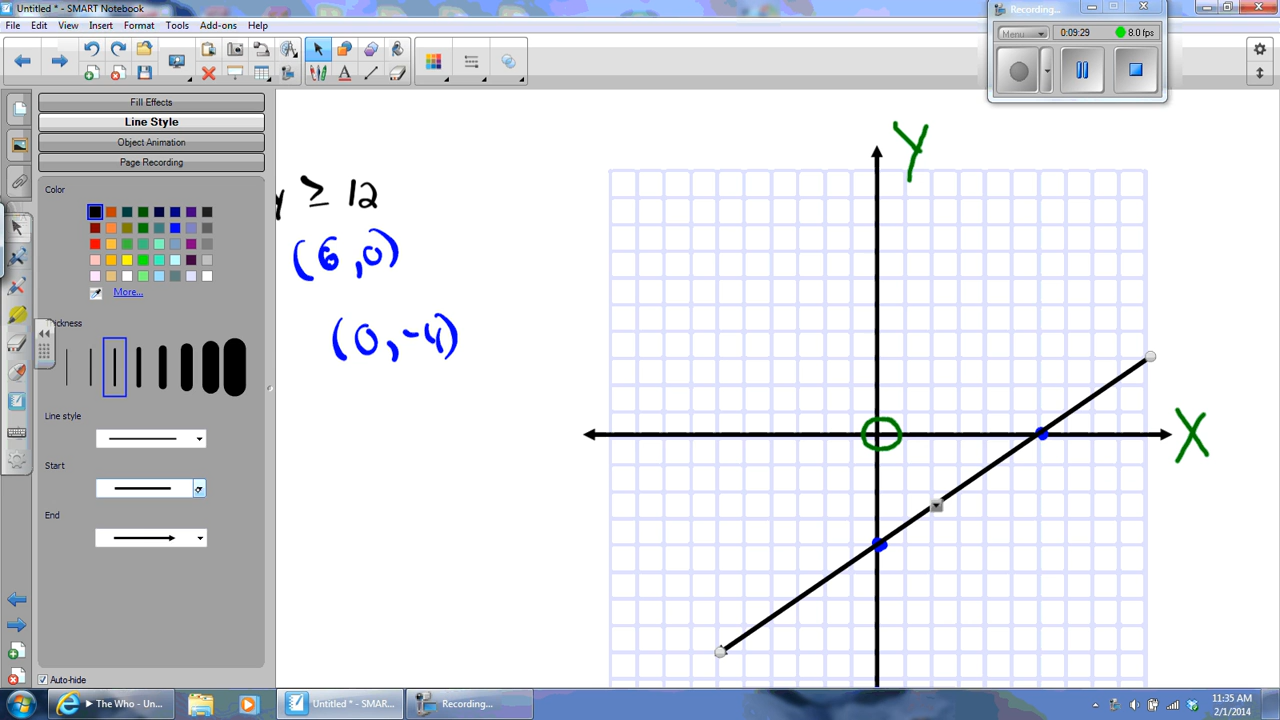 Untitled * - SMART Notebook
File Edit View Insert Format Tools Add-ons Help
Recording...
Menu 0:09:29 8.0 fps
Fill Effects
Line Style
Object Animation
Page Recording
Color
More...
ickness
Line style
Start
End
Auto-hide
y ≥ 12
(6,0)
(0,-4)
Y
X
► The Who - Un...
Untitled * - SMAR...
Recording...
11:35 AM
2/1/2014